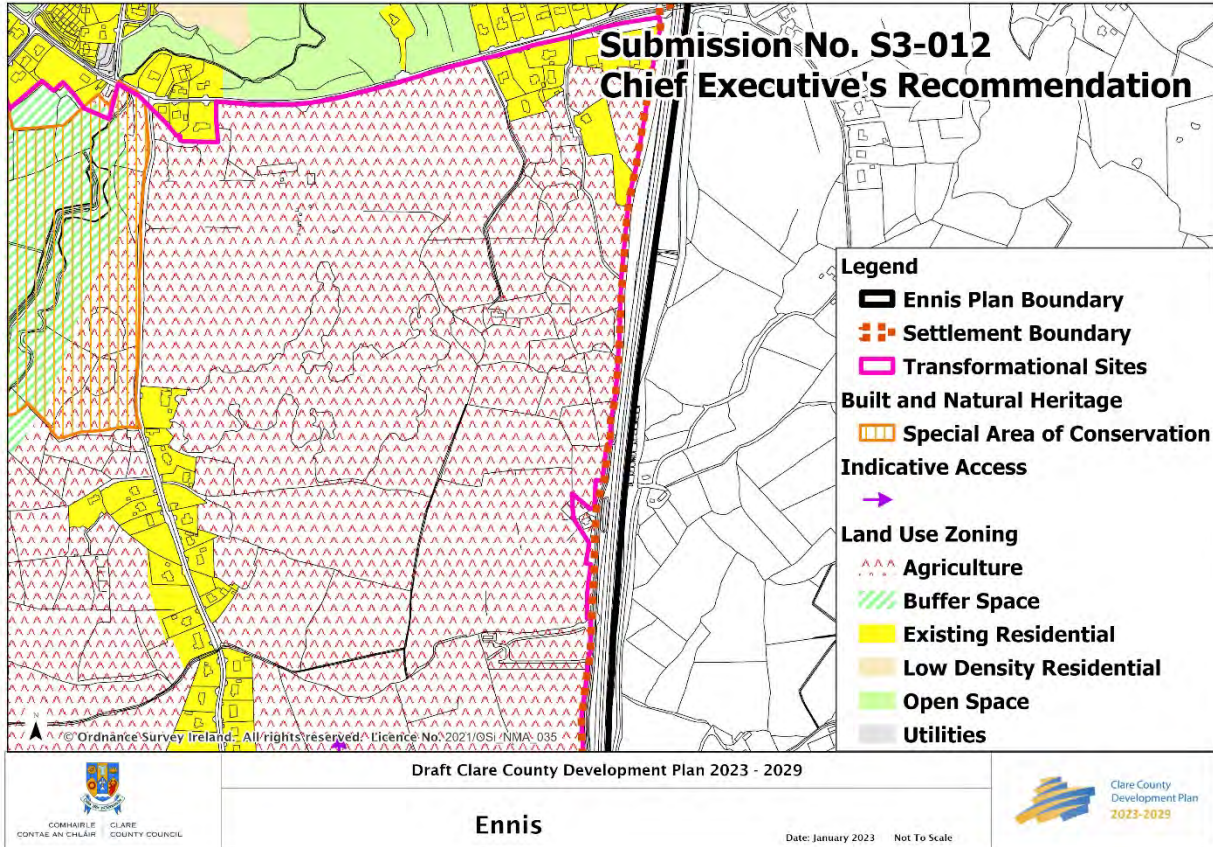 Submission No. S3-012
Chief Executive's Recommendation
Legend
Ennis Plan Boundary
Settlement Boundary
Transformational Sites
Built and Natural Heritage
Special Area of Conservation
Indicative Access
Land Use Zoning
Agriculture
Buffer Space
Existing Residential
Low Density Residential
Open Space
Utilities
N
© Ordnance Survey Ireland. All rights reserved. Licence No. 2021/OSi_NMA_035
COMHAIRLE CONTAE AN CHLÁIR
CLARE COUNTY COUNCIL
Draft Clare County Development Plan 2023 - 2029
Ennis
Date: January 2023 Not To Scale
Clare County
Development Plan
2023-2029